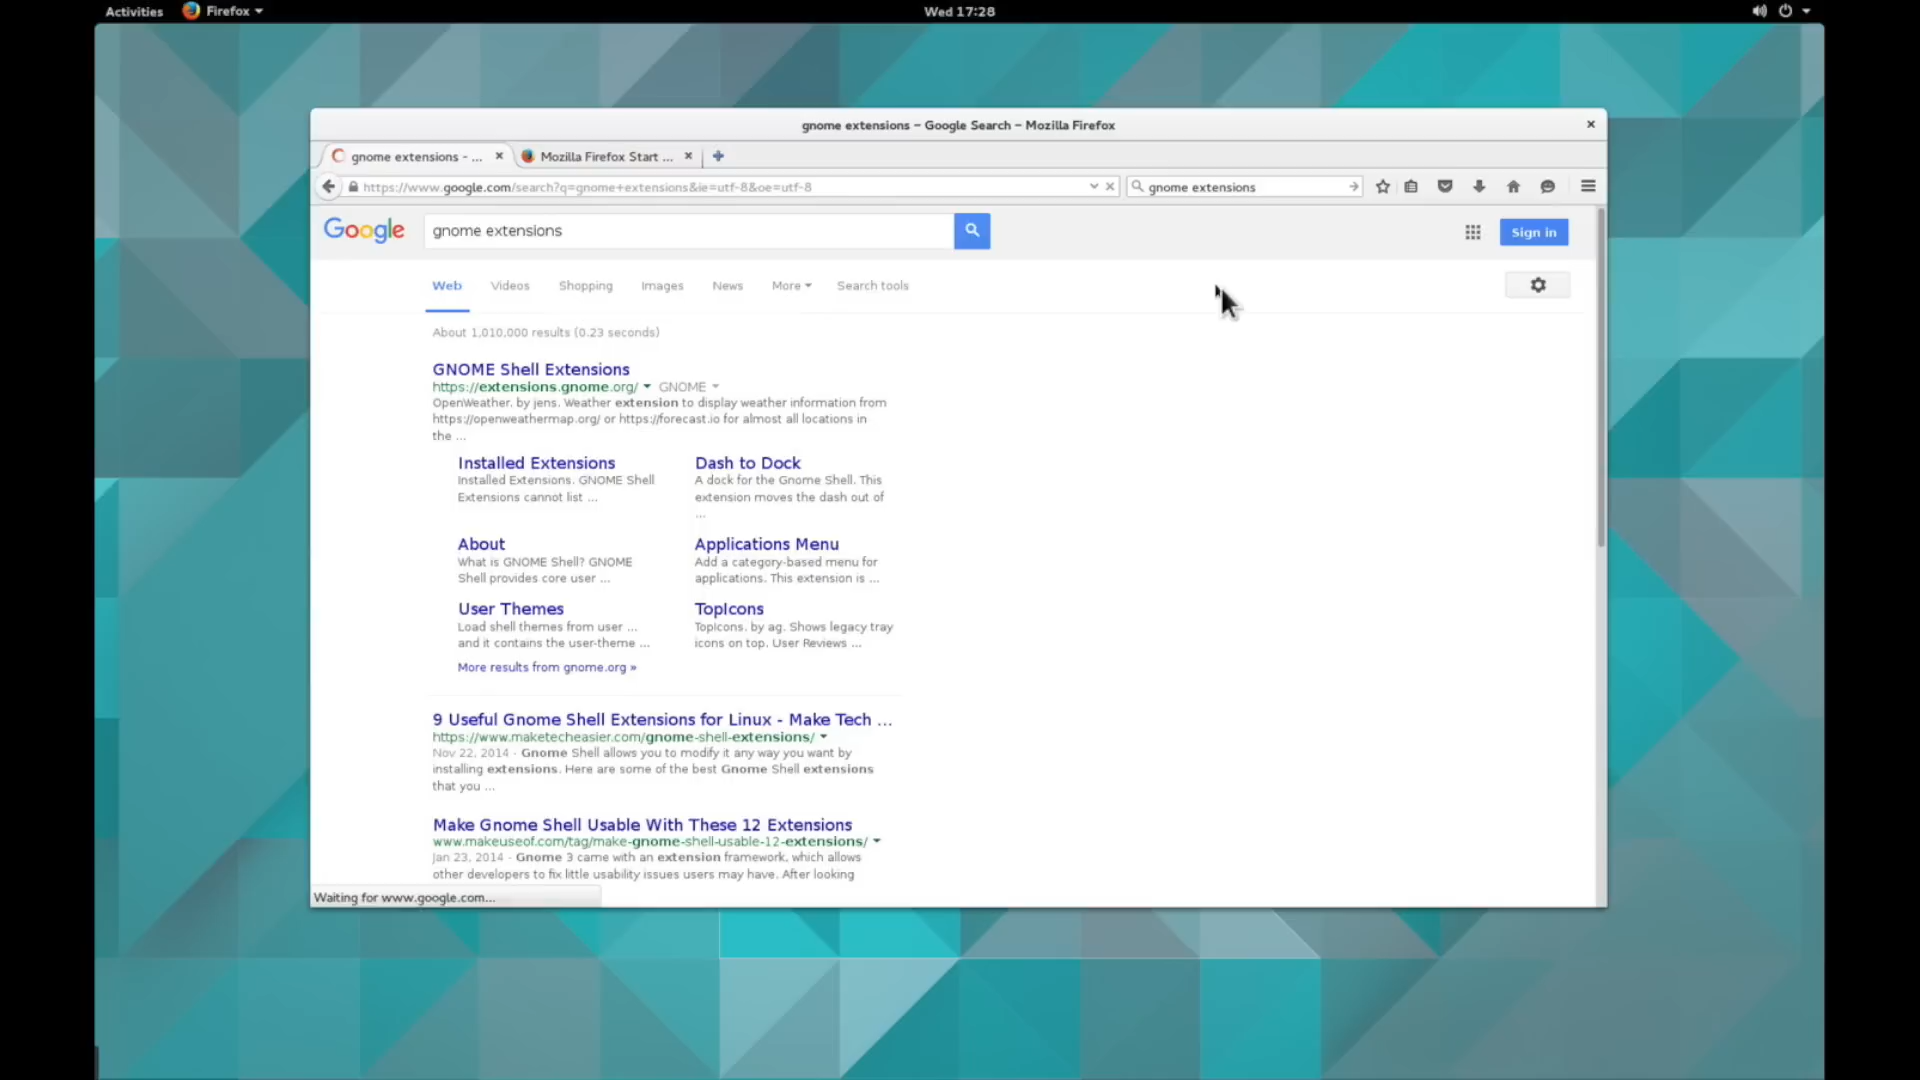 Activities Firefox Wed 17:28
gnome extensions – Google Search – Mozilla Firefox
gnome extensions - ... Mozilla Firefox Start ...
https://www.google.com/search?q=gnome+extensions&ie=utf-8&oe=utf-8 gnome extensions
Google gnome extensions Sign in
Web Videos Shopping Images News More Search tools
About 1,010,000 results (0.23 seconds)
GNOME Shell Extensions
https://extensions.gnome.org/ GNOME
OpenWeather. by jens. Weather extension to display weather information from
https://openweathermap.org/ or https://forecast.io for almost all locations in
the ...
Installed Extensions
Installed Extensions. GNOME Shell
Extensions cannot list ...
Dash to Dock
A dock for the Gnome Shell. This
extension moves the dash out of
...
About
What is GNOME Shell? GNOME
Shell provides core user ...
Applications Menu
Add a category-based menu for
applications. This extension is ...
User Themes
Load shell themes from user ...
and it contains the user-theme ...
TopIcons
TopIcons. by ag. Shows legacy tray
icons on top. User Reviews ...
More results from gnome.org »
9 Useful Gnome Shell Extensions for Linux - Make Tech ...
https://www.maketecheasier.com/gnome-shell-extensions/
Nov 22, 2014 - Gnome Shell allows you to modify it any way you want by
installing extensions. Here are some of the best Gnome Shell extensions
that you ...
Make Gnome Shell Usable With These 12 Extensions
www.makeuseof.com/tag/make-gnome-shell-usable-12-extensions/
Jan 23, 2014 - Gnome 3 came with an extension framework, which allows
other developers to fix little usability issues users may have. After looking
Waiting for www.google.com...